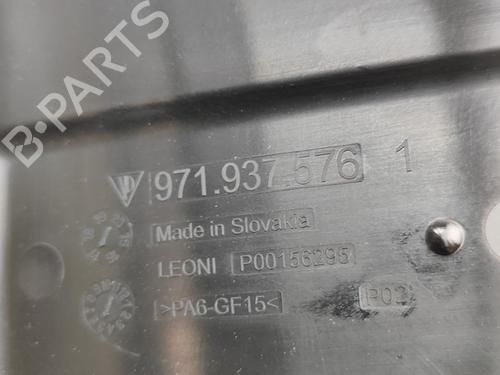 B-PARTS
971.937.576 1
Made in Slovakia
LEONI P00156295
>PA6-GF15< P02